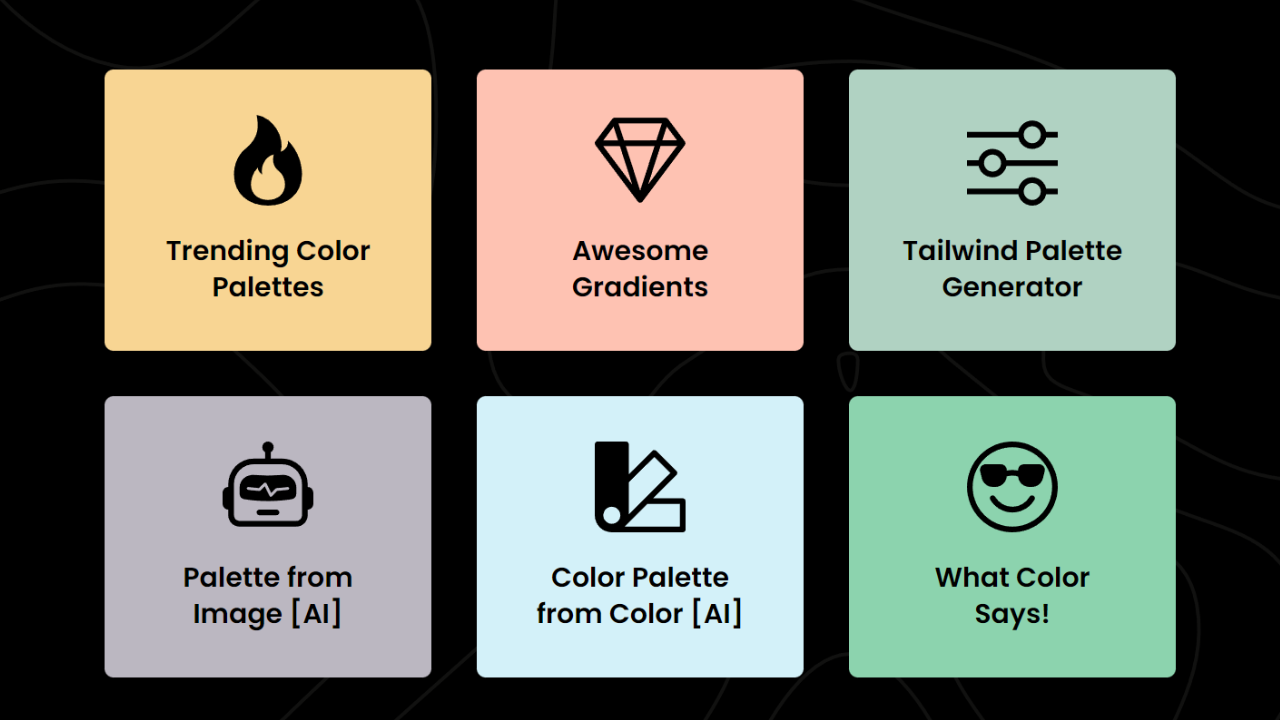 Trending Color
Palettes
Awesome
Gradients
Tailwind Palette
Generator
Palette from
Image [AI]
Color Palette
from Color [AI]
What Color
Says!